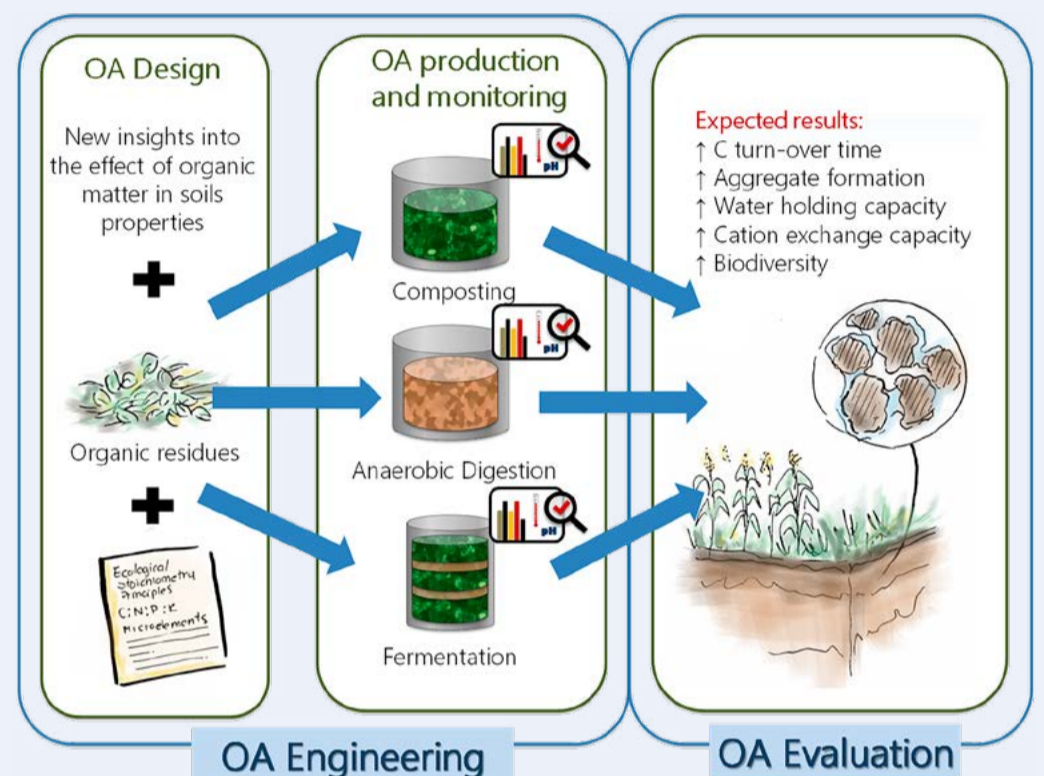 OA Design
New insights into
the effect of organic
matter in soils
properties
Organic residues
Ecological
Stoichiometry
Principles
C:N:P:K
Microelements
OA production
and monitoring
pH
Composting
pH
Anaerobic Digestion
pH
Fermentation
Expected results:
↑ C turn-over time
↑ Aggregate formation
↑ Water holding capacity
↑ Cation exchange capacity
↑ Biodiversity
OA Engineering
OA Evaluation